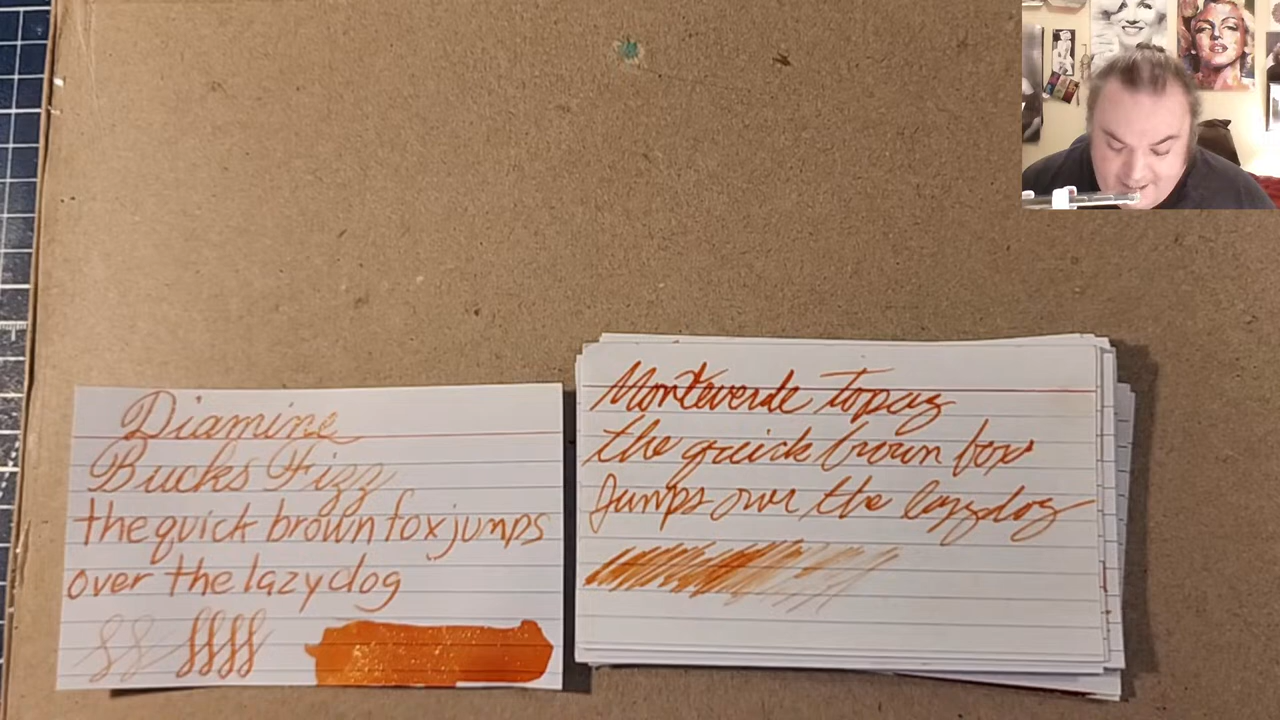 Diamine
Bucks Fizz
the quick brown fox jumps
over the lazy dog
Monteverde Topaz
the quick brown box
Jumps over the lazy dog